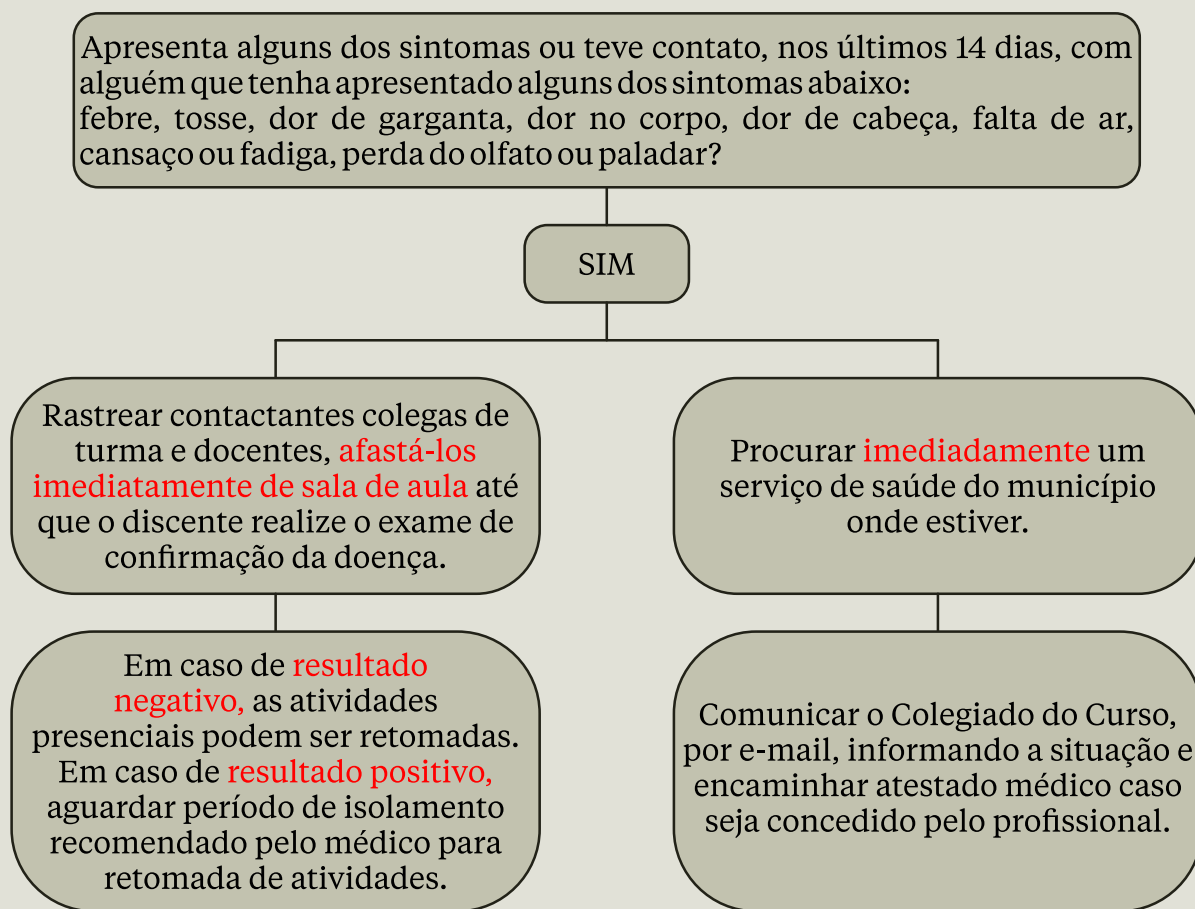 Apresenta alguns dos sintomas ou teve contato, nos últimos 14 dias, com
alguém que tenha apresentado alguns dos sintomas abaixo:
febre, tosse, dor de garganta, dor no corpo, dor de cabeça, falta de ar,
cansaço ou fadiga, perda do olfato ou paladar?
SIM
Rastrear contactantes colegas de
turma e docentes, afastá-los
imediatamente de sala de aula até
que o discente realize o exame de
confirmação da doença.
Em caso de resultado
negativo, as atividades
presenciais podem ser retomadas.
Em caso de resultado positivo,
aguardar período de isolamento
recomendado pelo médico para
retomada de atividades.
Procurar imediadamente um
serviço de saúde do município
onde estiver.
Comunicar o Colegiado do Curso,
por e-mail, informando a situação e
encaminhar atestado médico caso
seja concedido pelo profissional.